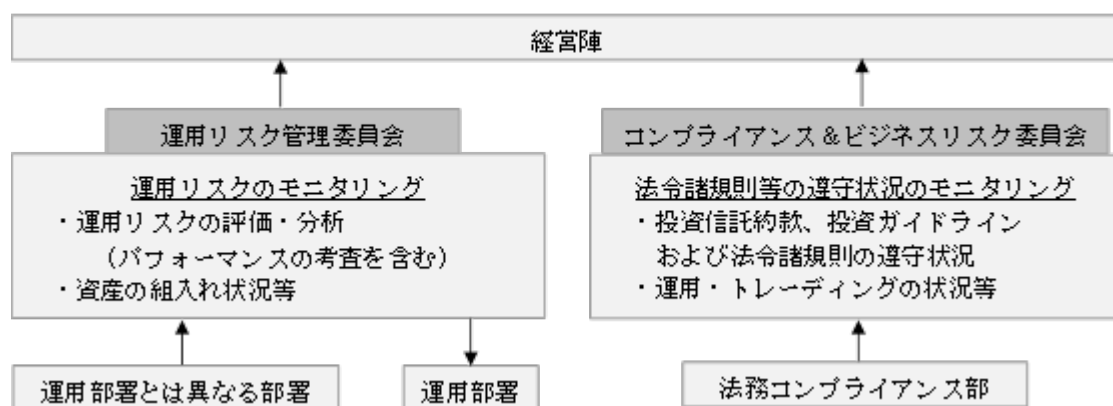 経営陣
運用リスク管理委員会
コンプライアンス＆ビジネスリスク委員会
運用リスクのモニタリング
・運用リスクの評価・分析
（パフォーマンスの考査を含む）
・資産の組入れ状況等
法令諸規則等の遵守状況のモニタリング
・投資信託約款、投資ガイドライン
および法令諸規則の遵守状況
・運用・トレーディングの状況等
運用部署とは異なる部署
運用部署
法務コンプライアンス部